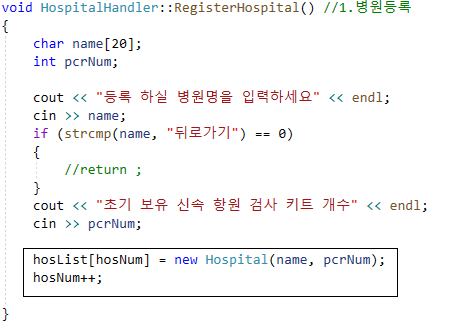 void HospitalHandler::RegisterHospital() //1.병원등록
{
    char name[20];
    int pcrNum;

    cout << "등록 하실 병원명을 입력하세요" << endl;
    cin >> name;
    if (strcmp(name, "뒤로가기") == 0)
    {
        //return ;
    }
    cout << "초기 보유 신속 항원 검사 키트 개수" << endl;
    cin >> pcrNum;

    hosList[hosNum] = new Hospital(name, pcrNum);
    hosNum++;

}